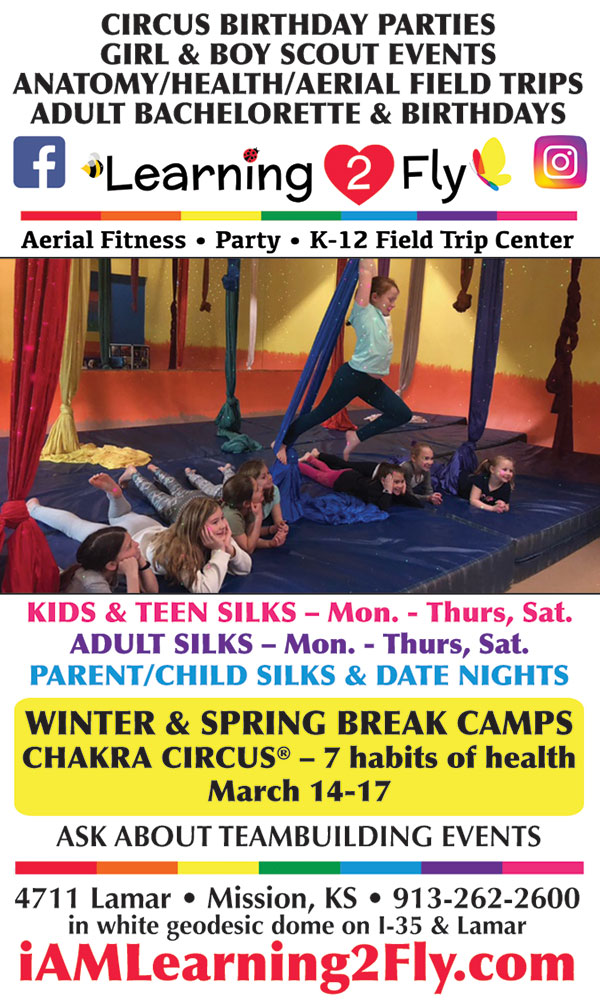 CIRCUS BIRTHDAY PARTIES
GIRL & BOY SCOUT EVENTS
ANATOMY/HEALTH/AERIAL FIELD TRIPS
ADULT BACHELORETTE & BIRTHDAYS
f Learning 2 Fly
Aerial Fitness • Party • K-12 Field Trip Center
KIDS & TEEN SILKS – Mon. - Thurs, Sat.
ADULT SILKS – Mon. - Thurs, Sat.
PARENT/CHILD SILKS & DATE NIGHTS
WINTER & SPRING BREAK CAMPS
CHAKRA CIRCUS® – 7 habits of health
March 14-17
ASK ABOUT TEAMBUILDING EVENTS
4711 Lamar • Mission, KS • 913-262-2600
in white geodesic dome on I-35 & Lamar
iAMLearning2Fly.com